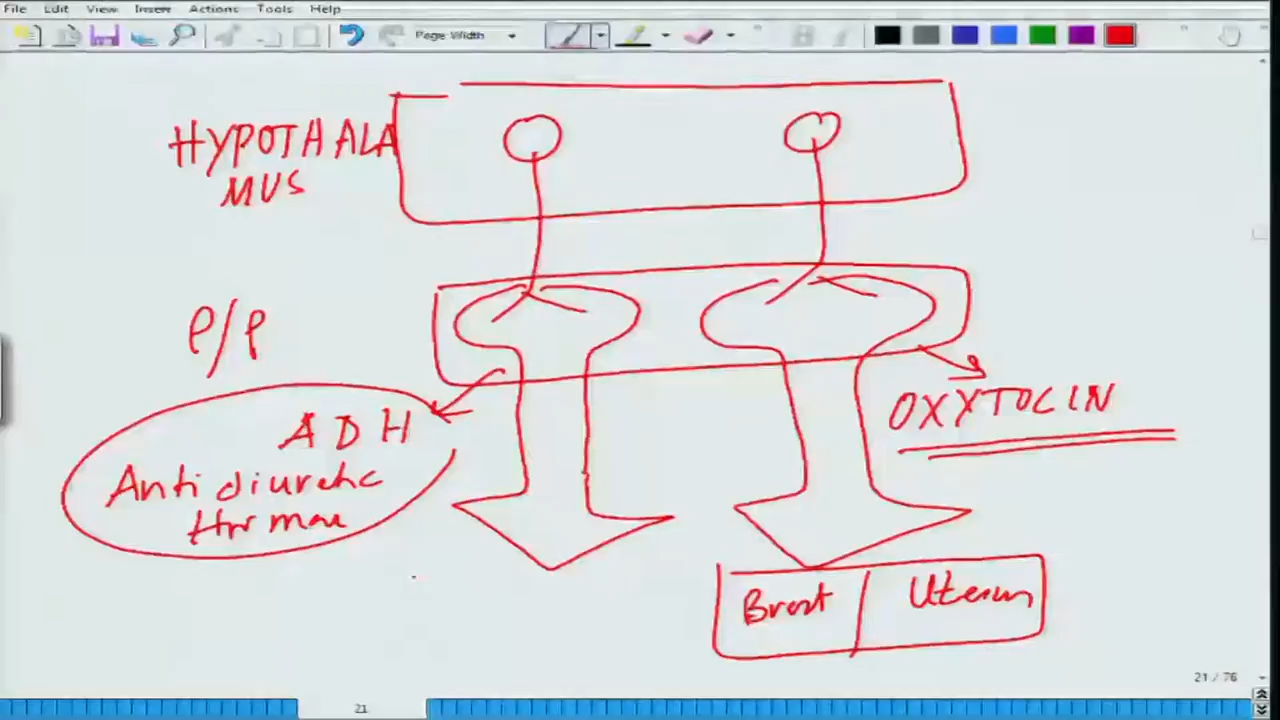 File Edit View Insert Actions Tools Help
Page Width
HYPOTHALA
MUS
P/P
ADH
Antidiuretic
Hormone
OXYTOCIN
Breast Uterus
21 / 76
21